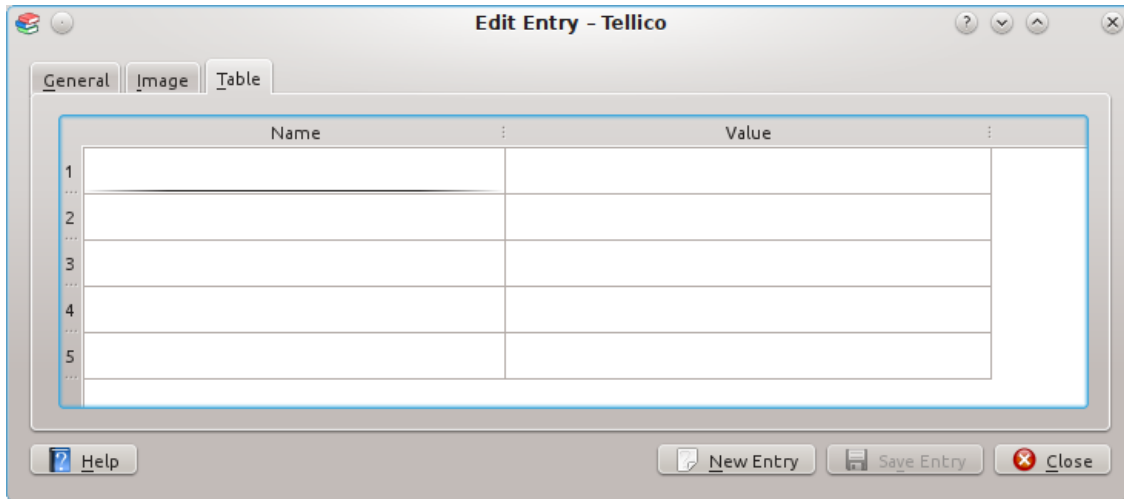 Edit Entry – Tellico
General Image Table
Name Value
1
2
3
4
5
Help New Entry Save Entry Close